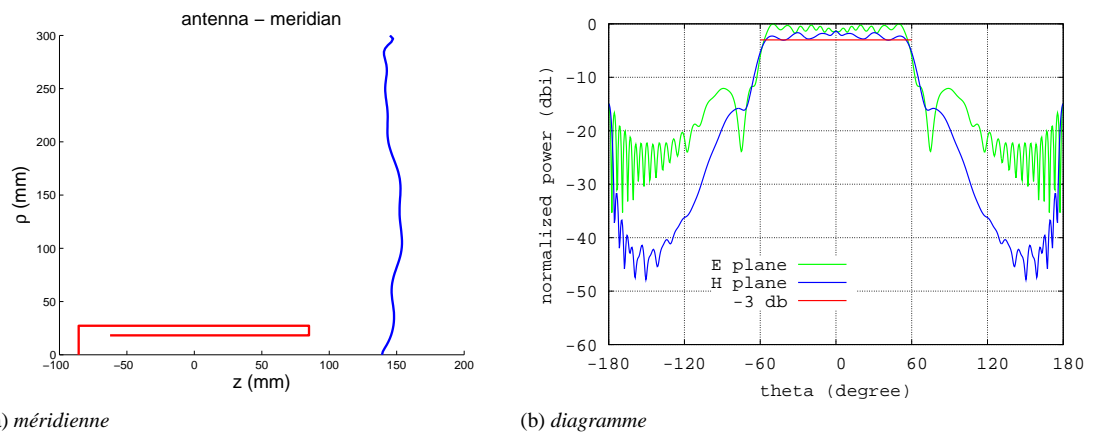 antenna − meridian
300
250
200
150
100
50
0
ρ (mm)
−100 −50 0 50 100 150 200
z (mm)
) méridienne
0
-10
-20
-30
-40
-50
-60
normalized power (dbi)
E plane
H plane
-3 db
-180 -120 -60 0 60 120 180
theta (degree)
(b) diagramme